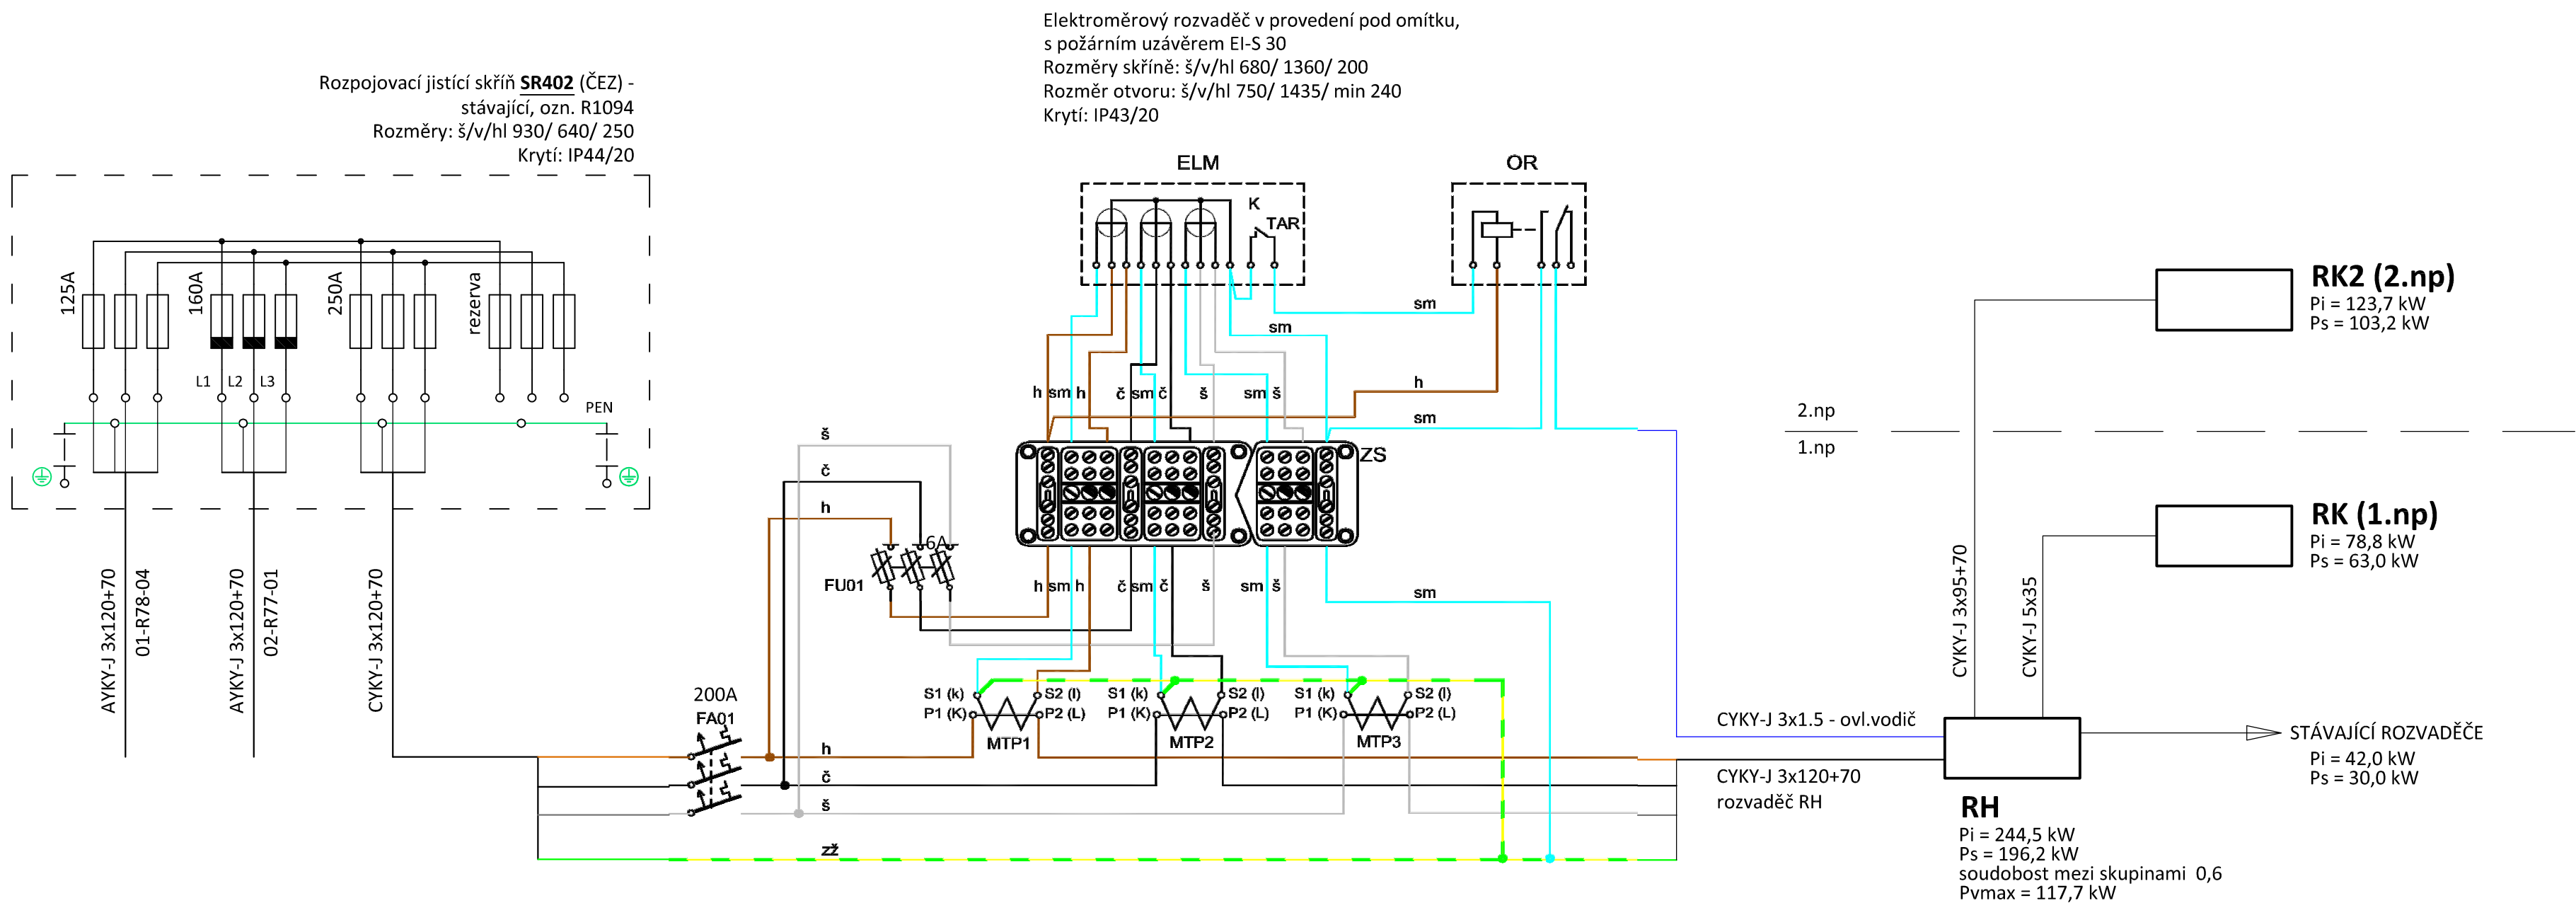 Elektroměrový rozvaděč v provedení pod omítku,
s požárním uzávěrem EI-S 30
Rozměry skříně: š/v/hl 680/ 1360/ 200
Rozměr otvoru: š/v/hl 750/ 1435/ min 240
Krytí: IP43/20
Rozpojovací jistící skříň SR402 (ČEZ) -
stávající, ozn. R1094
Rozměry: š/v/hl 930/ 640/ 250
Krytí: IP44/20
125A
160A
250A
rezerva
L1
L2
L3
PEN
AYKY-J 3x120+70
01-R78-04
AYKY-J 3x120+70
02-R77-01
CYKY-J 3x120+70
ELM
K
TAR
OR
sm
sm
h
sm
h
sm
h
č
sm
č
š
sm
š
ZS
š
č
h
6A
FU01
h
sm
h
č
sm
č
š
sm
š
sm
200A
FA01
S1 (k)
S2 (l)
P1 (K)
P2 (L)
MTP1
S1 (k)
S2 (l)
P1 (K)
P2 (L)
MTP2
S1 (k)
S2 (l)
P1 (K)
P2 (L)
MTP3
h
č
š
zž
2.np
1.np
CYKY-J 3x1.5 - ovl.vodič
CYKY-J 3x120+70
rozvaděč RH
CYKY-J 3x95+70
CYKY-J 5x35
RK2 (2.np)
Pi = 123,7 kW
Ps = 103,2 kW
RK (1.np)
Pi = 78,8 kW
Ps = 63,0 kW
STÁVAJÍCÍ ROZVADĚČE
Pi = 42,0 kW
Ps = 30,0 kW
RH
Pi = 244,5 kW
Ps = 196,2 kW
soudobost mezi skupinami 0,6
Pvmax = 117,7 kW